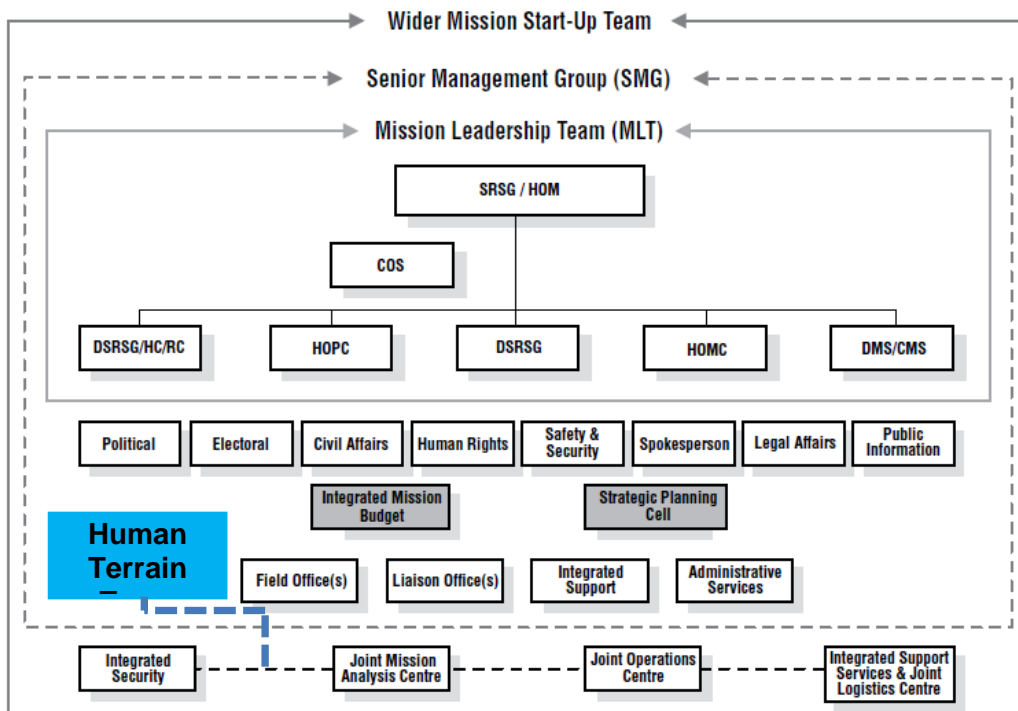 Wider Mission Start-Up Team
Senior Management Group (SMG)
Mission Leadership Team (MLT)
SRSG / HOM
COS
DSRSG/HC/RC
HOPC
DSRSG
HOMC
DMS/CMS
Political
Electoral
Civil Affairs
Human Rights
Safety &
Security
Spokesperson
Legal Affairs
Public
Information
Integrated Mission
Budget
Strategic Planning
Cell
Human
Terrain
Field Office(s)
Liaison Office(s)
Integrated
Support
Administrative
Services
Integrated
Security
Joint Mission
Analysis Centre
Joint Operations
Centre
Integrated Support
Services & Joint
Logistics Centre